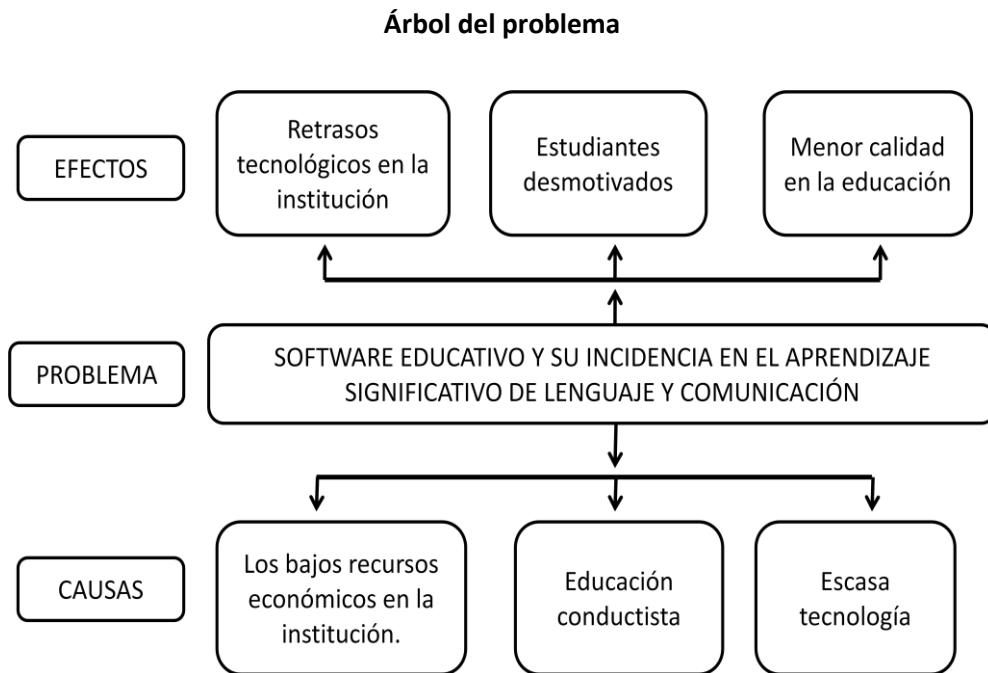 Árbol del problema
EFECTOS
Retrasos
tecnológicos en la
institución
Estudiantes
desmotivados
Menor calidad
en la educación
PROBLEMA
SOFTWARE EDUCATIVO Y SU INCIDENCIA EN EL APRENDIZAJE
SIGNIFICATIVO DE LENGUAJE Y COMUNICACIÓN
CAUSAS
Los bajos recursos
económicos en la
institución.
Educación
conductista
Escasa
tecnología